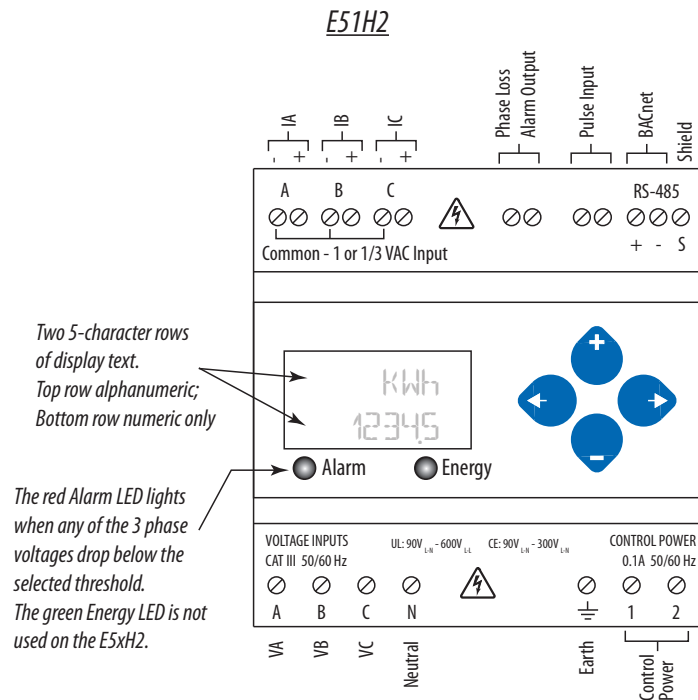 E51H2
IA IB IC Phase Loss Alarm Output Pulse Input BACnet Shield
- + - + - +
A B C RS-485
+ - S
Common - 1 or 1/3 VAC Input
Two 5-character rows
of display text.
Top row alphanumeric;
Bottom row numeric only
KWh
1234.5
+
-
Alarm Energy
The red Alarm LED lights
when any of the 3 phase
voltages drop below the
selected threshold.
The green Energy LED is not
used on the E5xH2.
VOLTAGE INPUTS UL: 90V L-N - 600V L-L CE: 90V L-N - 300V L-N CONTROL POWER
CAT III 50/60 Hz 0.1A 50/60 Hz
A B C N 1 2
VA VB VC Neutral Earth Control
Power